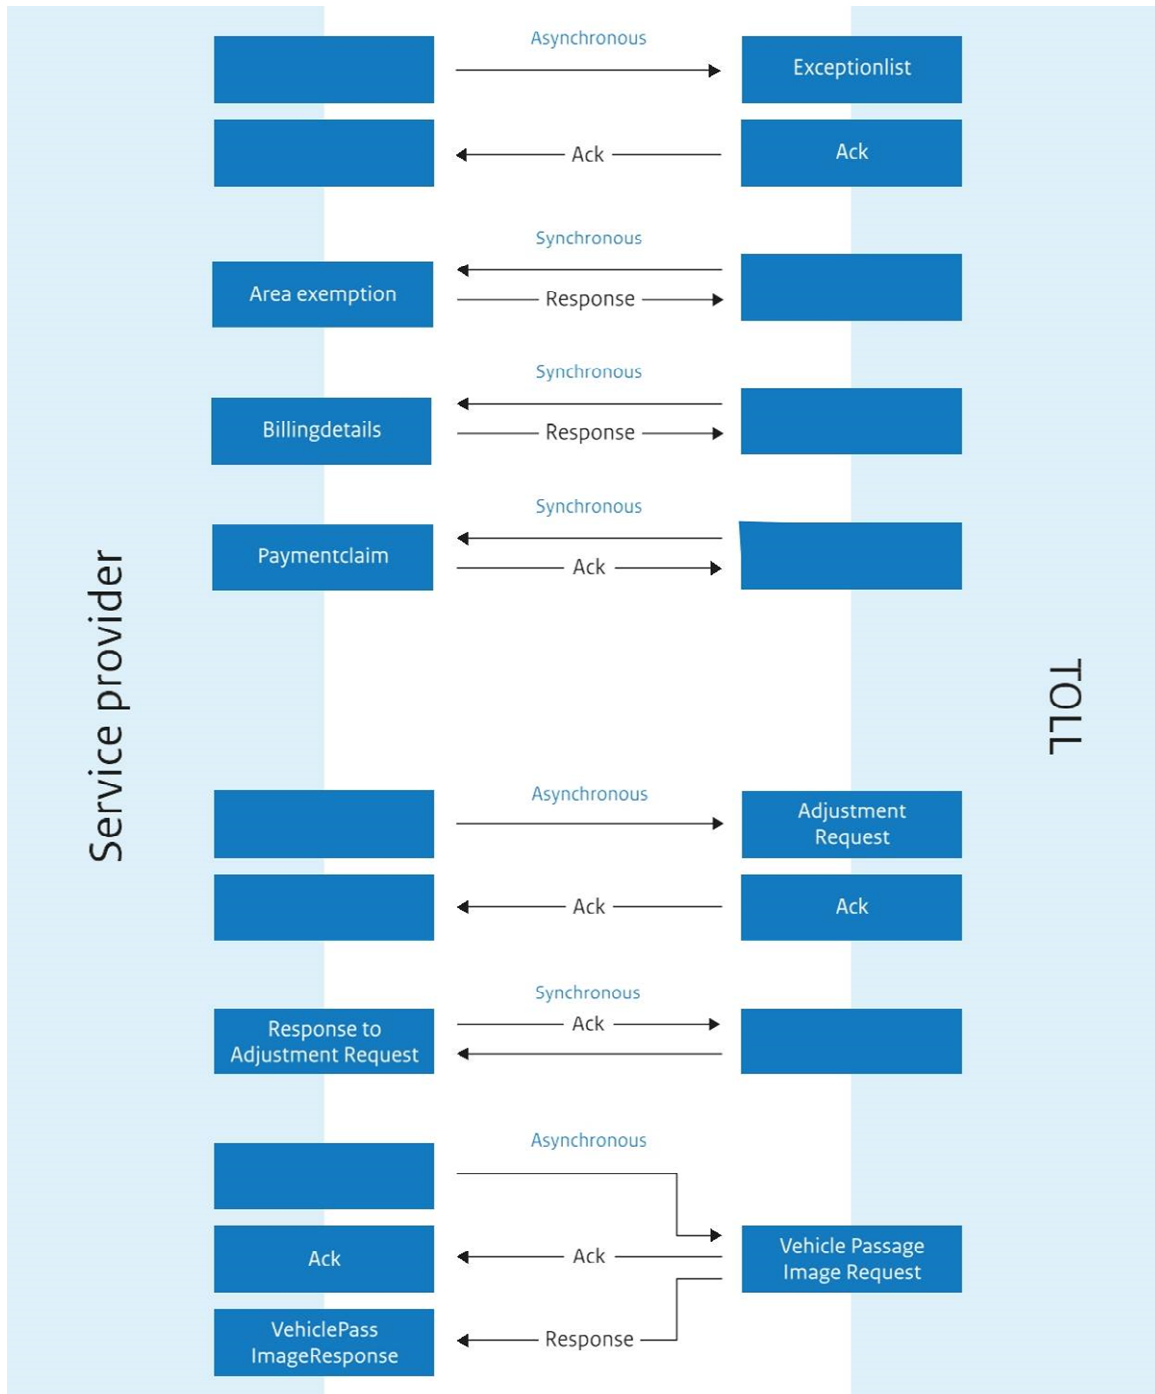 Asynchronous
Exceptionlist
Ack
Ack
Synchronous
Area exemption
Response
Synchronous
Billingdetails
Response
Synchronous
Paymentclaim
Ack
Service provider
TOLL
Asynchronous
Adjustment
Request
Ack
Ack
Synchronous
Response to
Adjustment Request
Ack
Asynchronous
Ack
Ack
Vehicle Passage
Image Request
VehiclePass
ImageResponse
Response